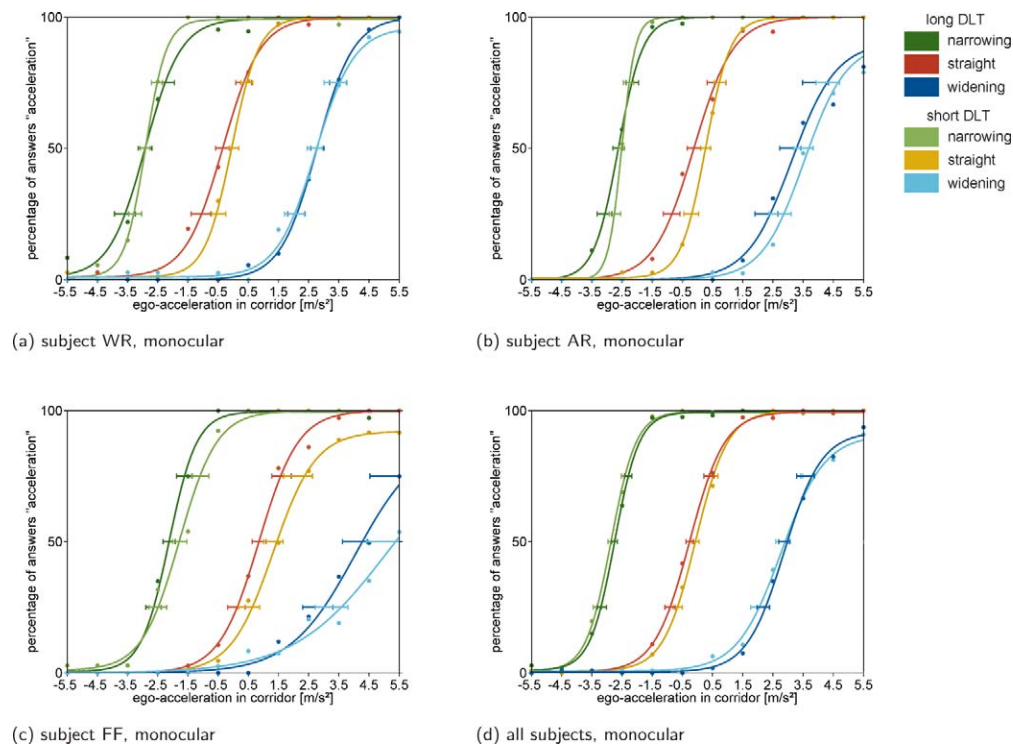 percentage of answers "acceleration"
100
50
0
-5.5 -4.5 -3.5 -2.5 -1.5 -0.5 0.5 1.5 2.5 3.5 4.5 5.5
ego-acceleration in corridor [m/s²]
(a) subject WR, monocular
percentage of answers "acceleration"
100
50
0
-5.5 -4.5 -3.5 -2.5 -1.5 -0.5 0.5 1.5 2.5 3.5 4.5 5.5
ego-acceleration in corridor [m/s²]
(b) subject AR, monocular
long DLT
narrowing
straight
widening
short DLT
narrowing
straight
widening
percentage of answers "acceleration"
100
50
0
-5.5 -4.5 -3.5 -2.5 -1.5 -0.5 0.5 1.5 2.5 3.5 4.5 5.5
ego-acceleration in corridor [m/s²]
(c) subject FF, monocular
percentage of answers "acceleration"
100
50
0
-5.5 -4.5 -3.5 -2.5 -1.5 -0.5 0.5 1.5 2.5 3.5 4.5 5.5
ego-acceleration in corridor [m/s²]
(d) all subjects, monocular